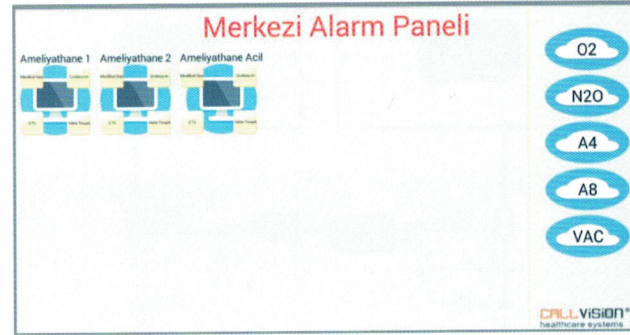 Merkezi Alarm Paneli
Ameliyathane 1
Ameliyathane 2
Ameliyathane Acil
O2
N2O
A4
A8
VAC
CALLVISION®
healthcare systems